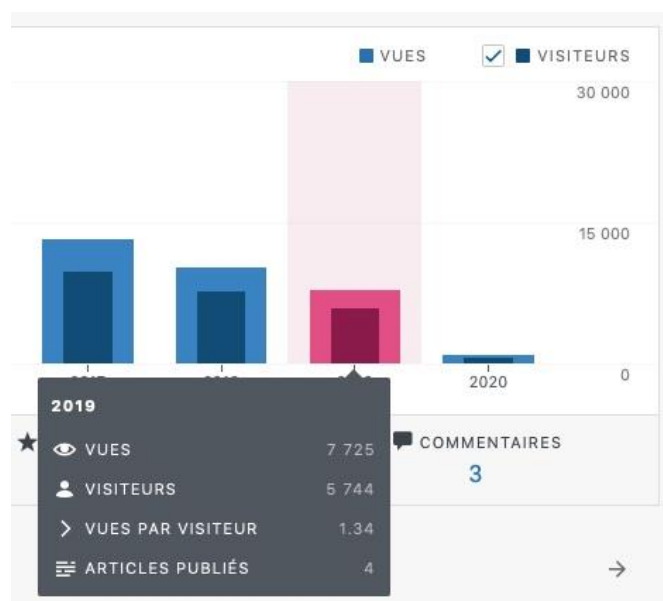 VUES VISITEURS
30 000
15 000
0
2020
2019
VUES 7 725
VISITEURS 5 744
VUES PAR VISITEUR 1.34
ARTICLES PUBLIÉS 4
COMMENTAIRES
3